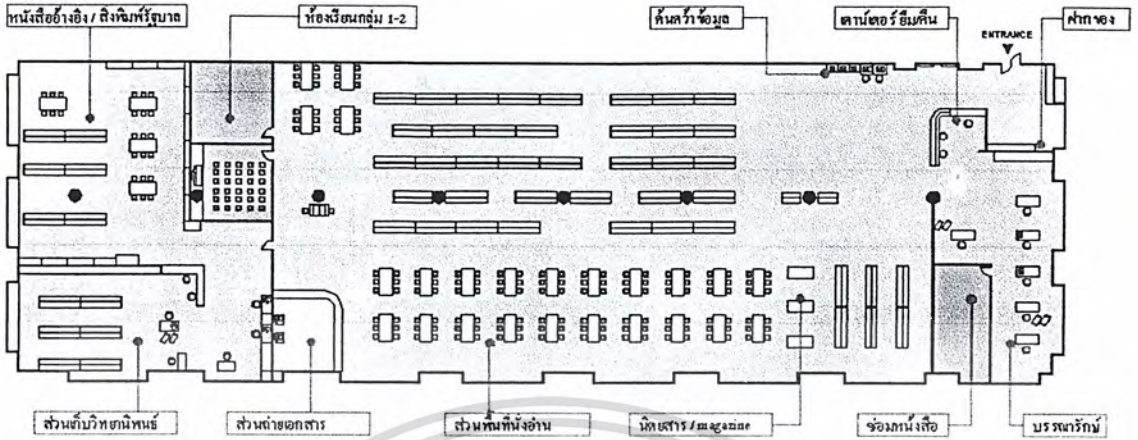 หนังสืออ้างอิง / สิ่งพิมพ์รัฐบาล
ห้องเรียนกลุ่ม 1-2
ค้นคว้าข้อมูล
เคาน์เตอร์ ยืม/คืน
ฝากของ
ENTRANCE
ส่วนเก็บวิทยานิพนธ์
ส่วนถ่ายเอกสาร
ส่วนพื้นที่นั่งอ่าน
นิตยสาร / magazine
ซ่อมหนังสือ
บรรณารักษ์